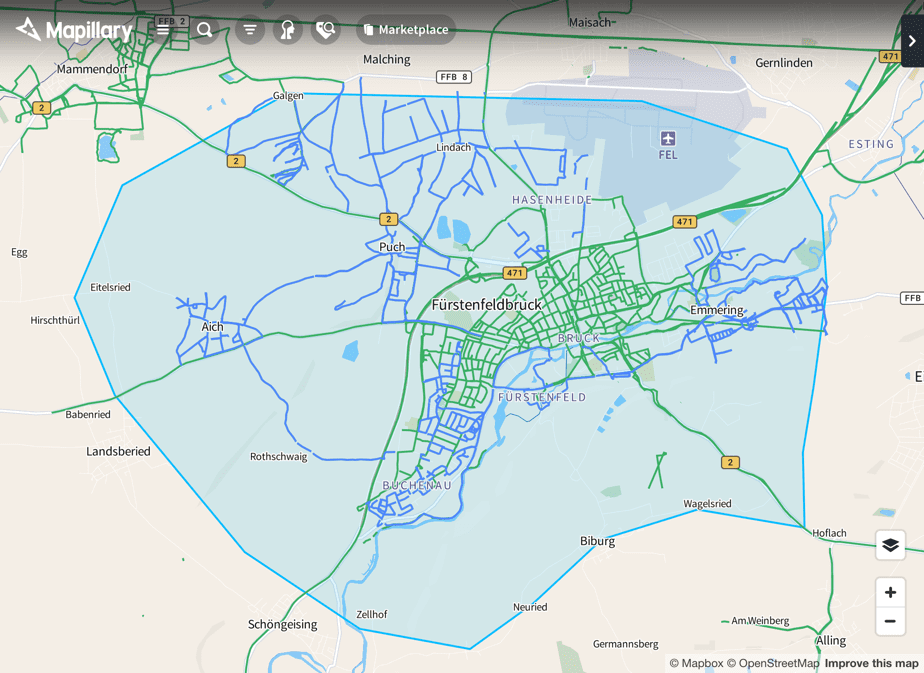 Mapillary
FFB 2
Marketplace
Maisach
Mammendorf
Malching
Gernlinden
471
FFB 8
2
Galgen
Lindach
FEL
ESTING
2
HASENHEIDE
2
471
Puch
Egg
471
Eitelsried
Fürstenfeldbruck
FFB
Hirschthürl
Aich
Emmering
BRUCK
E
FÜRSTENFELD
Babenried
Landsberied
Rothschwaig
2
BUCHENAU
Wagelsried
Hoflach
Biburg
Neuried
Zellhof
Schöngeising
Am Weinberg
Germannsberg
Alling
© Mapbox © OpenStreetMap Improve this map